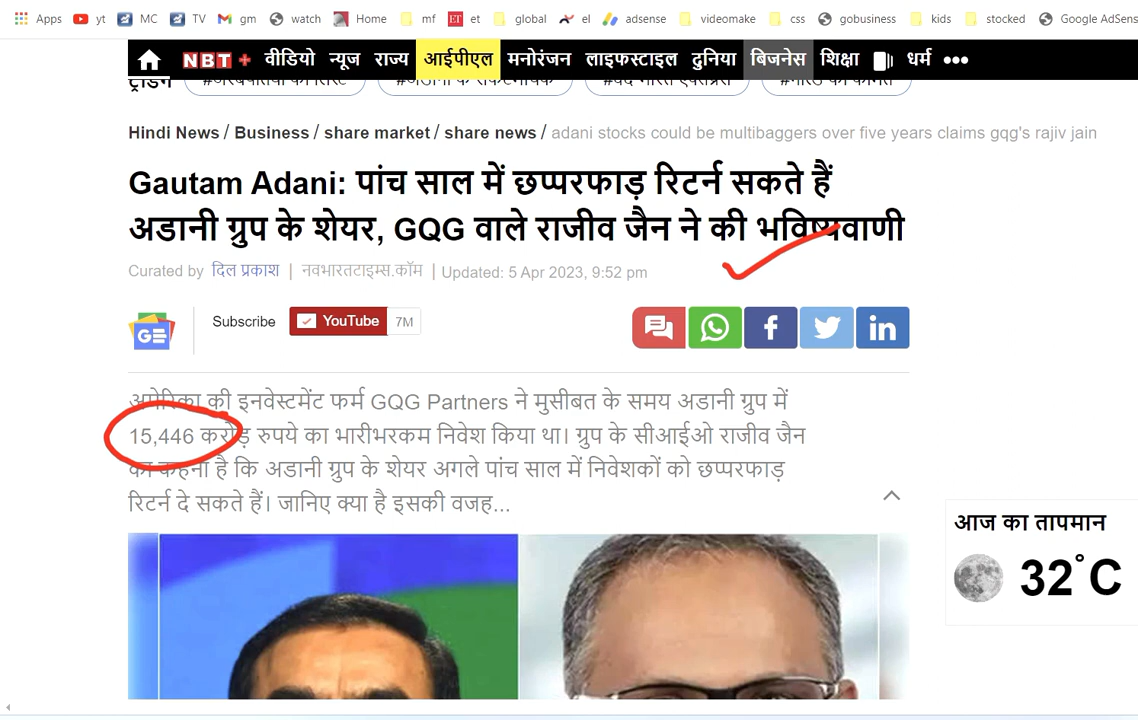 Apps yt MC TV gm watch Home mf et global el adsense videomake css gobusiness kids stocked Google AdSens
NBT + वीडियो न्यूज राज्य आईपीएल मनोरंजन लाइफस्टाइल दुनिया बिजनेस शिक्षा धर्म •••
Hindi News / Business / share market / share news / adani stocks could be multibaggers over five years claims gqg's rajiv jain
Gautam Adani: पांच साल में छप्परफाड़ रिटर्न सकते हैं
अडानी ग्रुप के शेयर, GQG वाले राजीव जैन ने की भविष्यवाणी
Curated by दिल प्रकाश | नवभारतटाइम्स.कॉम | Updated: 5 Apr 2023, 9:52 pm
GE Subscribe YouTube 7M
अमेरिका की इनवेस्टमेंट फर्म GQG Partners ने मुसीबत के समय अडानी ग्रुप में
15,446 करोड़ रुपये का भारीभरकम निवेश किया था। ग्रुप के सीआईओ राजीव जैन
का कहना है कि अडानी ग्रुप के शेयर अगले पांच साल में निवेशकों को छप्परफाड़
रिटर्न दे सकते हैं। जानिए क्या है इसकी वजह...
आज का तापमान
32°C